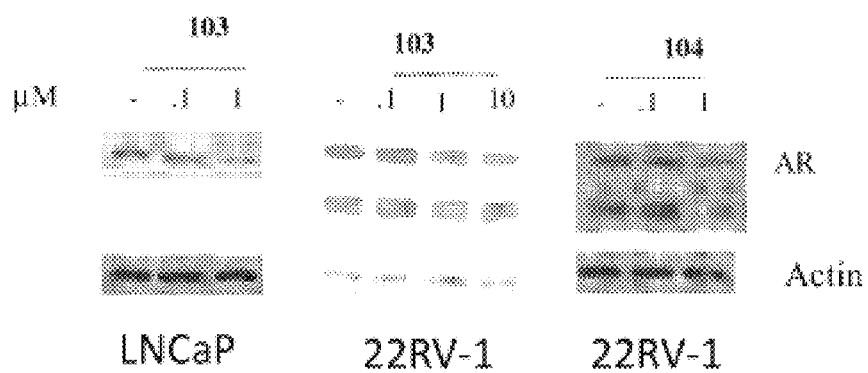 103 103 104
μM - .1 1 - .1 1 10 - .1 1
AR
Actin
LNCaP 22RV-1 22RV-1